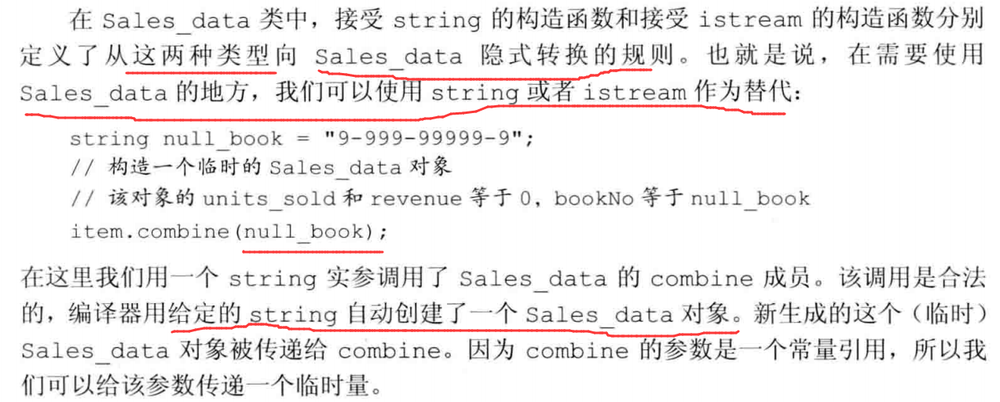 在 Sales_data 类中，接受 string 的构造函数和接受 istream 的构造函数分别
定义了从这两种类型向 Sales_data 隐式转换的规则。也就是说，在需要使用
Sales_data 的地方，我们可以使用 string 或者 istream 作为替代：
string null_book = "9-999-99999-9";
// 构造一个临时的 Sales_data 对象
// 该对象的 units_sold 和 revenue 等于 0，bookNo 等于 null_book
item.combine(null_book);
在这里我们用一个 string 实参调用了 Sales_data 的 combine 成员。该调用是合法
的，编译器用给定的 string 自动创建了一个 Sales_data 对象。新生成的这个（临时）
Sales_data 对象被传递给 combine。因为 combine 的参数是一个常量引用，所以我
们可以给该参数传递一个临时量。